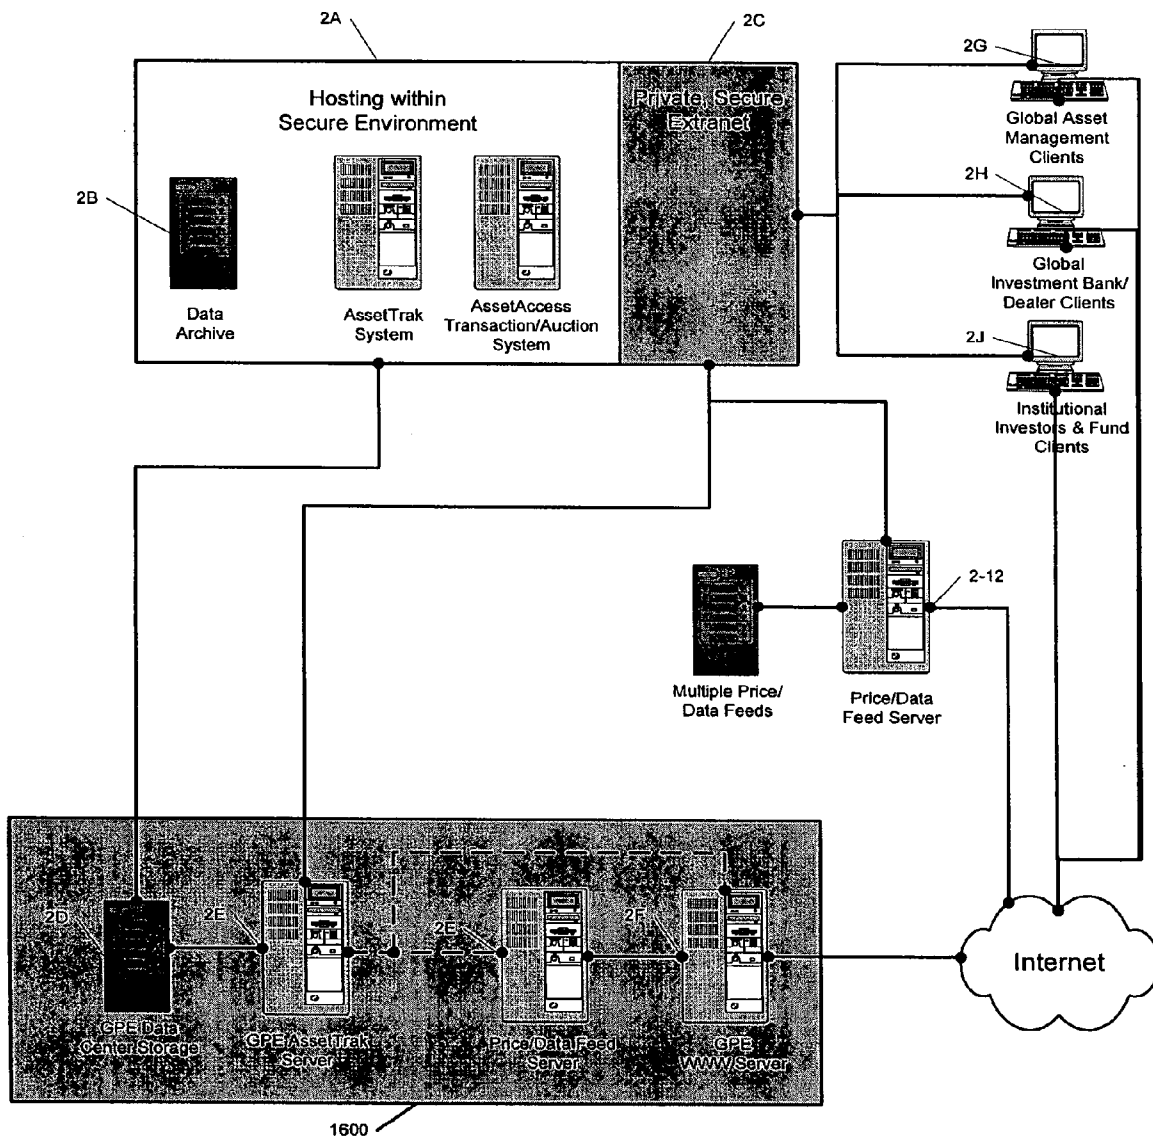 2A
2C
2G
Hosting within
Secure Environment
Private, Secure
Extranet
Global Asset
Management
Clients
2B
2H
Data
Archive
AssetTrak
System
AssetAccess
Transaction/Auction
System
Global
Investment Bank/
Dealer Clients
2J
Institutional
Investors & Fund
Clients
2-12
Multiple Price/
Data Feeds
Price/Data
Feed Server
2D
2E
2E
2F
GPE Data
Center Storage
GPE AssetTrak
Server
Price/Data Feed
Server
GPE
WWW Server
Internet
1600